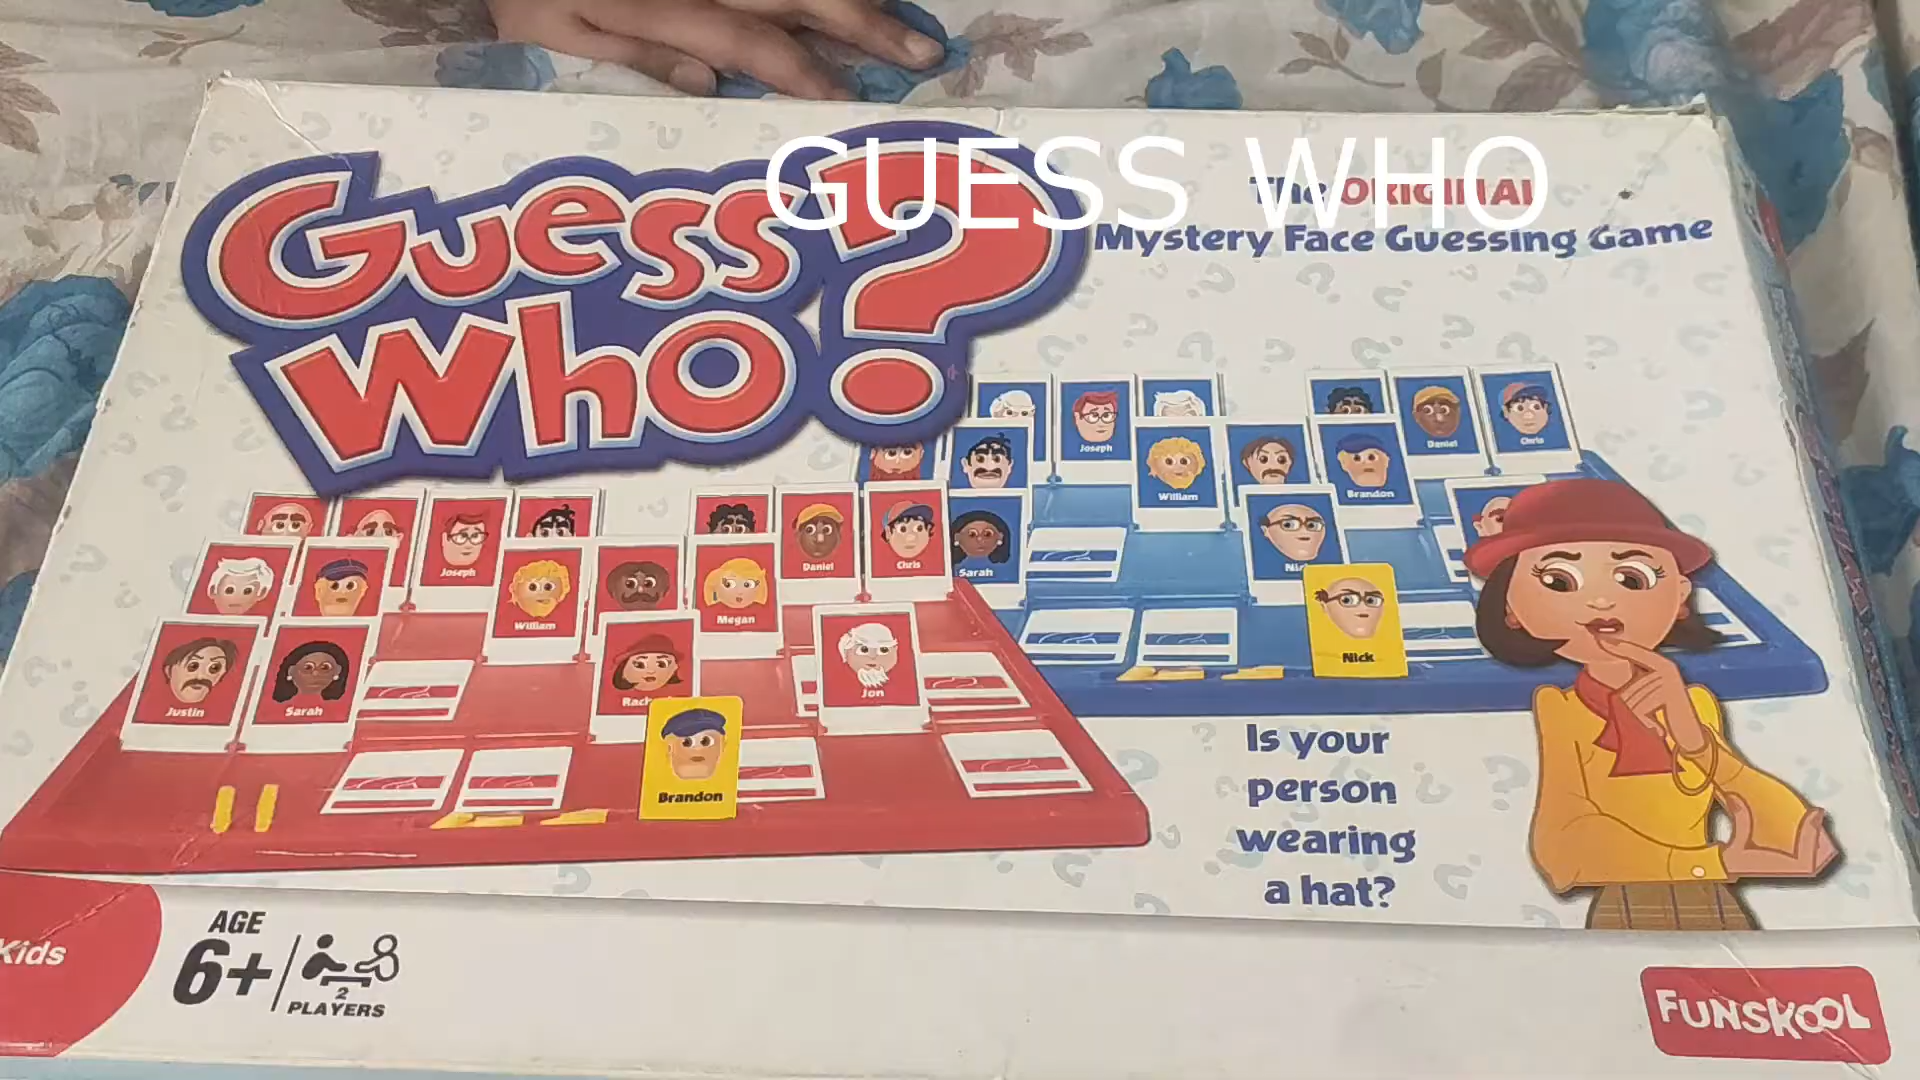 GUESS WHO
Guess
Who?
The ORIGINAL
Mystery Face Guessing Game
Joseph
Daniel
Chris
William
Brandon
Sarah
Nick
Joseph
Daniel
Chris
William
Megan
Justin
Sarah
Jon
Brandon
Is your
person
wearing
a hat?
Kids
AGE
6+
2
PLAYERS
FUNSKOOL